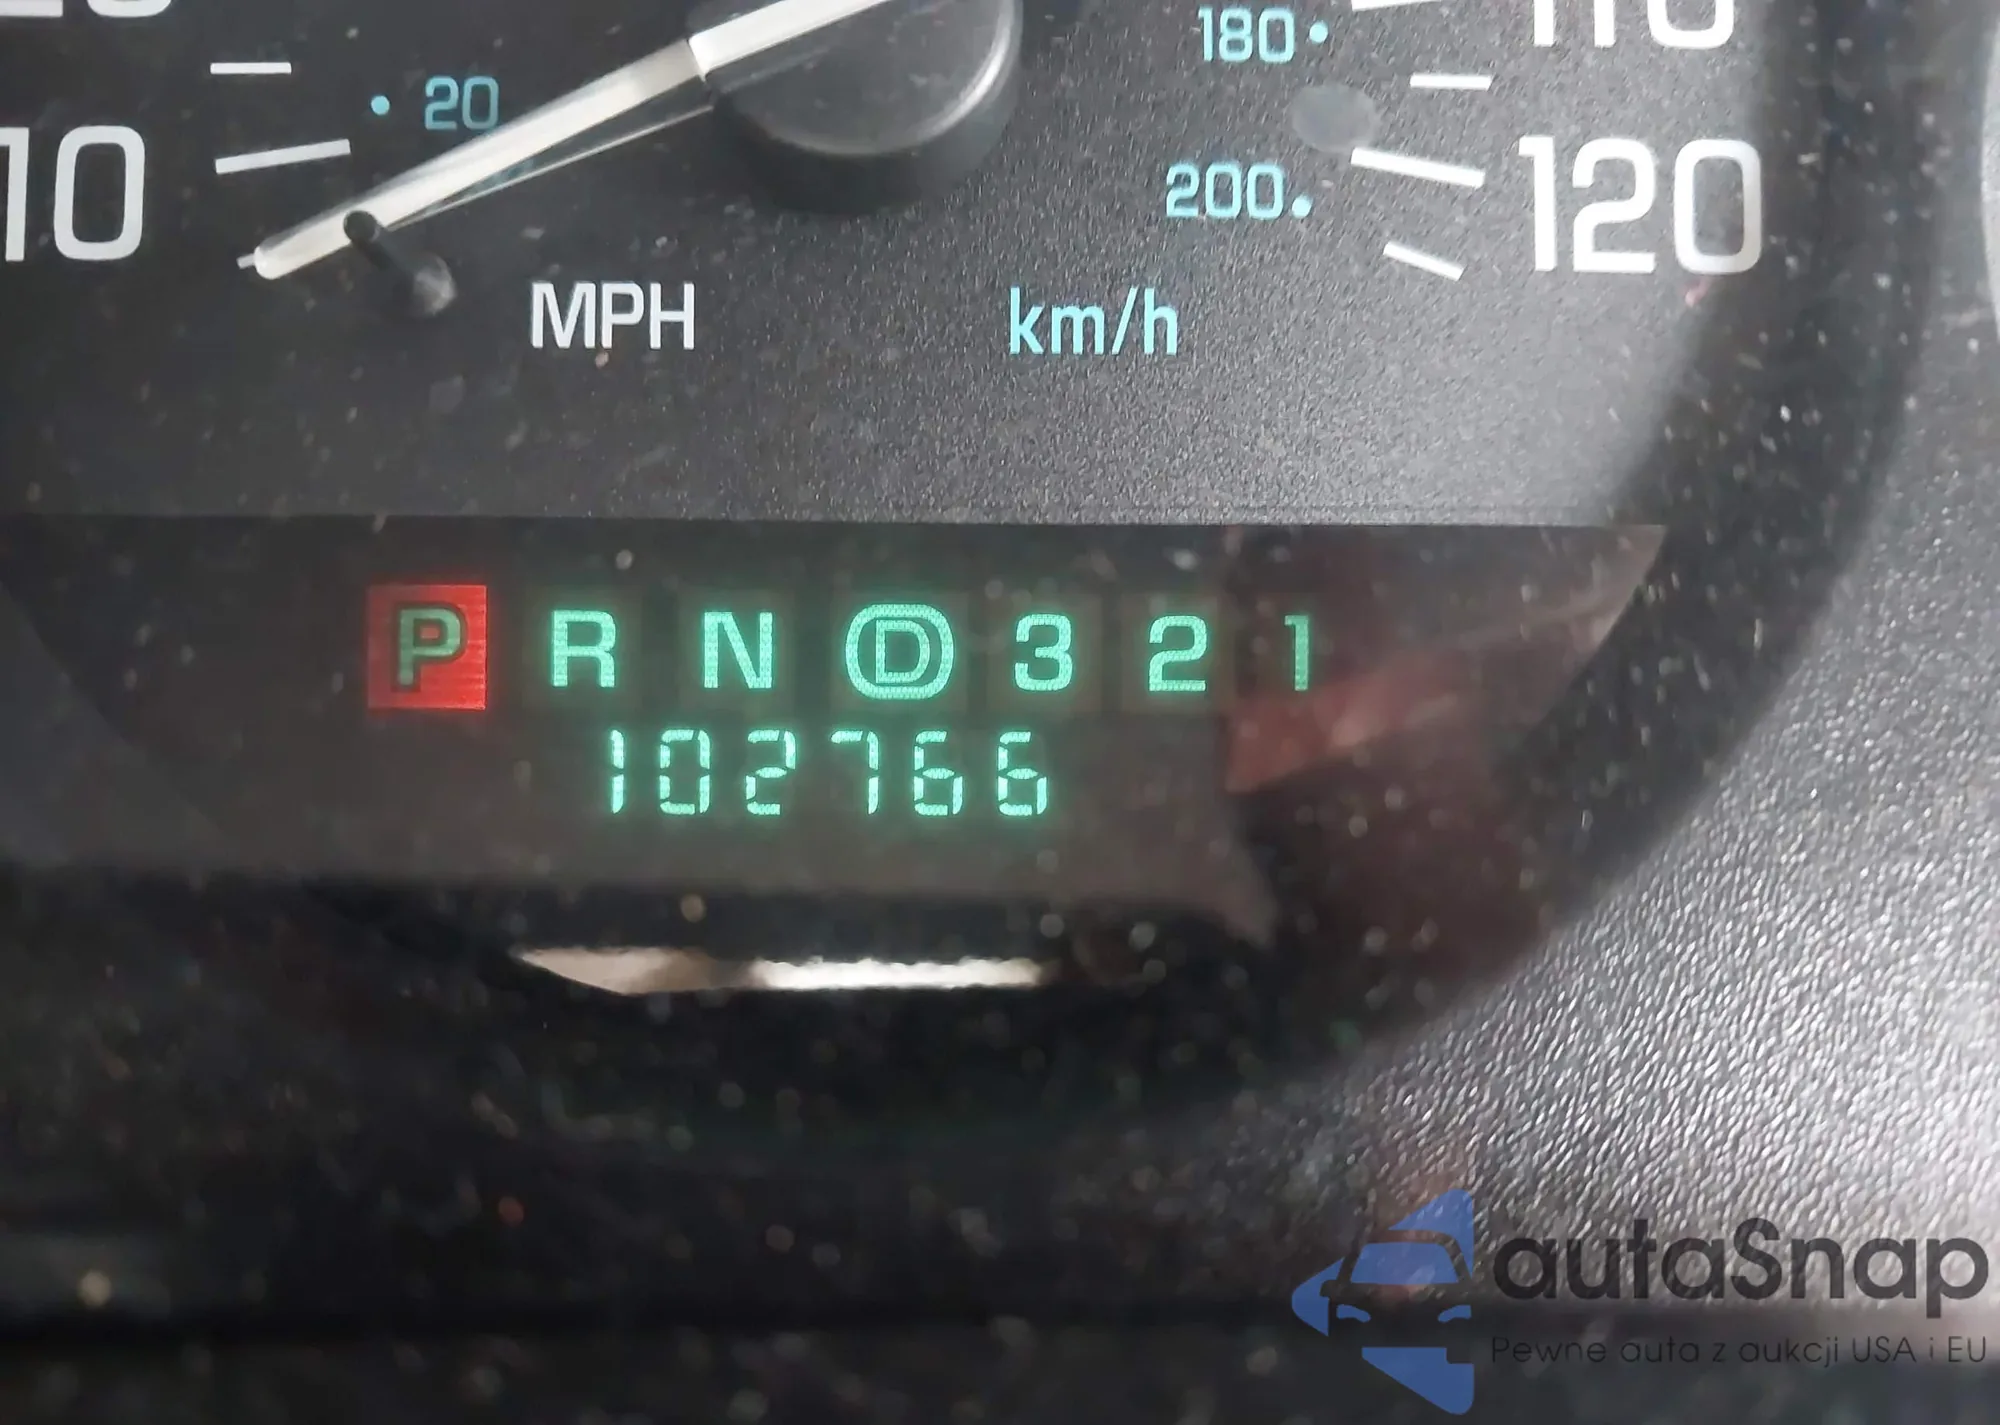 180
110
20
10
200
120
MPH km/h
P R N D 3 2 1
102766
autaSnap
Pewne auta z aukcji USA i EU